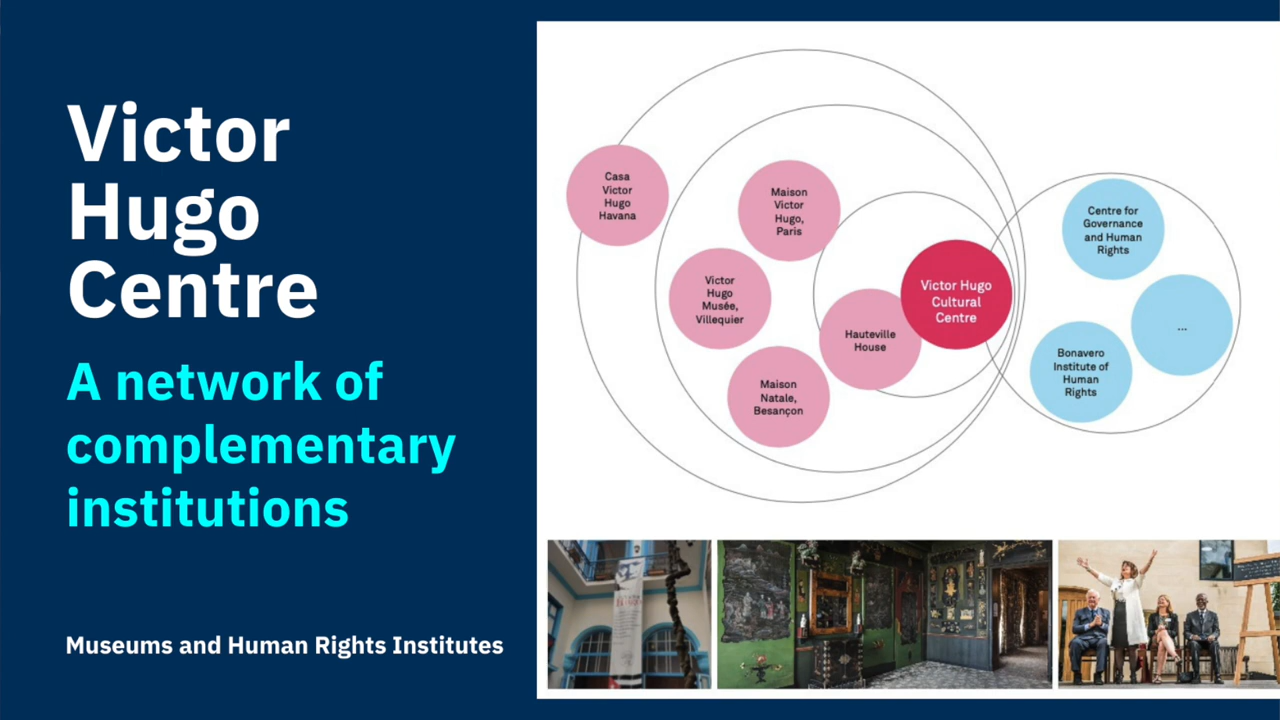 Victor
Hugo
Centre
A network of
complementary
institutions
Museums and Human Rights Institutes
Casa
Victor
Hugo
Havana
Maison
Victor
Hugo,
Paris
Victor
Hugo
Musée,
Villequier
Maison
Natale,
Besançon
Hauteville
House
Victor Hugo
Cultural
Centre
Centre for
Governance
and Human
Rights
...
Bonavero
Institute of
Human
Rights